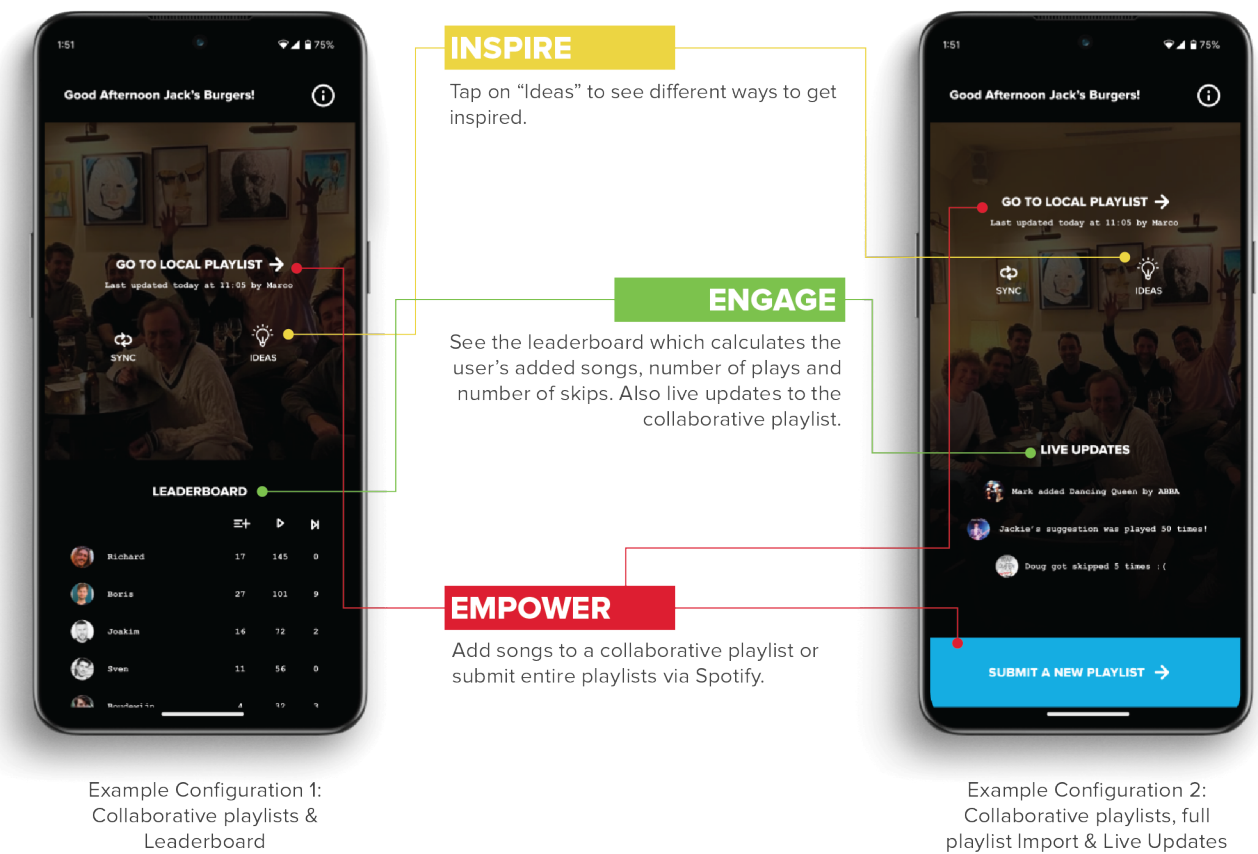 1:51
75%
Good Afternoon Jack's Burgers!
GO TO LOCAL PLAYLIST
Last updated today at 11:05 by Marco
SYNC
IDEAS
LEADERBOARD
Richard 17 145 0
Boris 27 101 9
Joakim 16 72 2
Sven 11 56 0
Boudewijn 4 32 3
Example Configuration 1:
Collaborative playlists &
Leaderboard
INSPIRE
Tap on “Ideas” to see different ways to get
inspired.
ENGAGE
See the leaderboard which calculates the
user’s added songs, number of plays and
number of skips. Also live updates to the
collaborative playlist.
EMPOWER
Add songs to a collaborative playlist or
submit entire playlists via Spotify.
1:51
75%
Good Afternoon Jack's Burgers!
GO TO LOCAL PLAYLIST
Last updated today at 11:05 by Marco
SYNC
IDEAS
LIVE UPDATES
Mark added Dancing Queen by ABBA
Jackie's suggestion was played 50 times!
Doug got skipped 5 times :(
SUBMIT A NEW PLAYLIST
Example Configuration 2:
Collaborative playlists, full
playlist Import & Live Updates